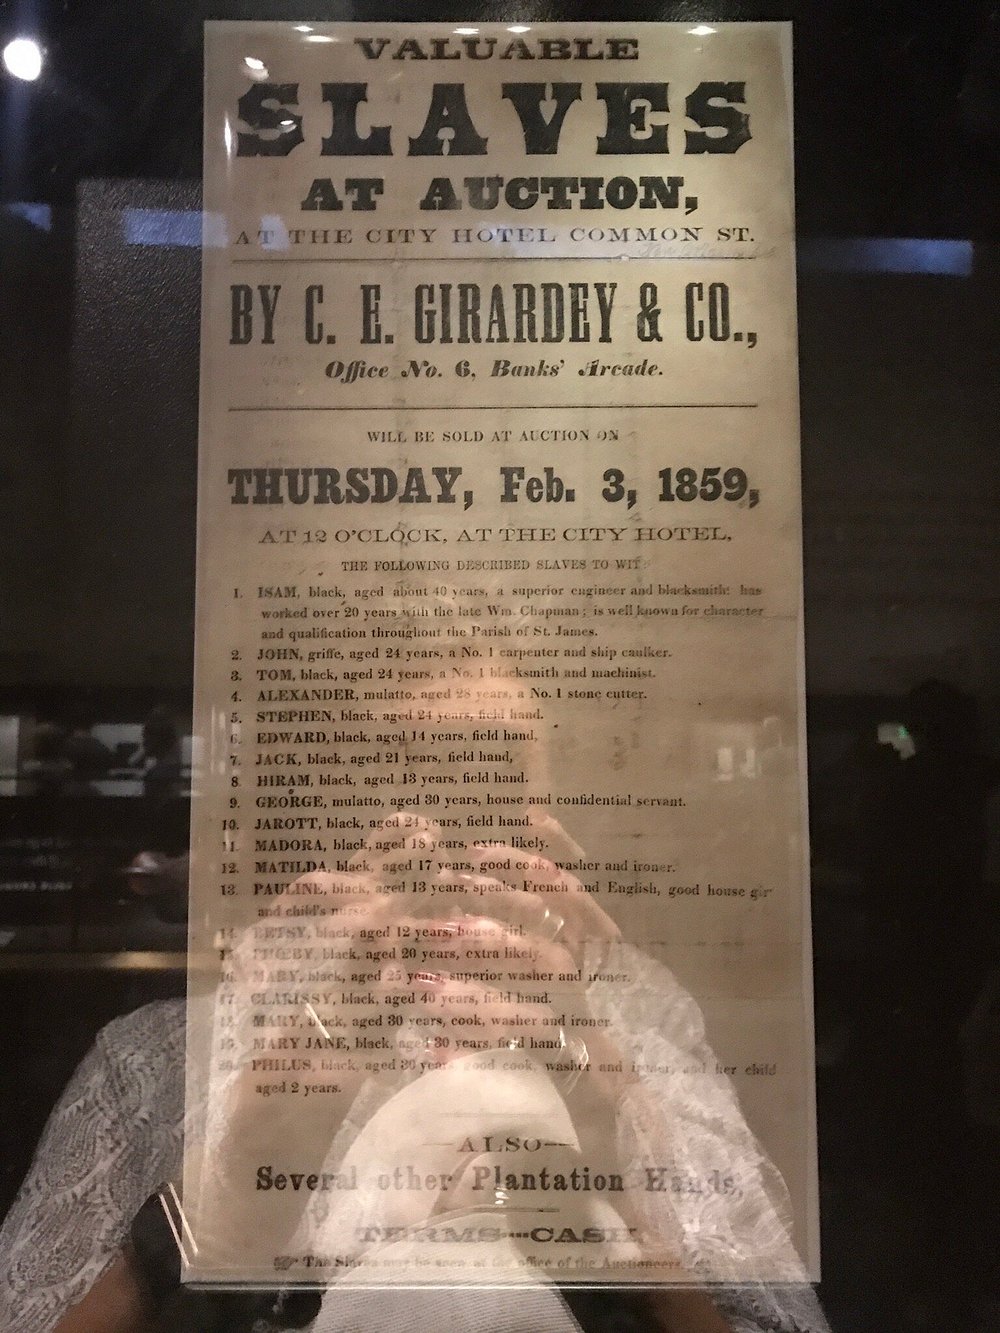 VALUABLE
SLAVES
AT AUCTION,
AT THE CITY HOTEL COMMON ST.
BY C. E. GIRARDEY & CO.,
Office No. 6, Banks' Arcade.
WILL BE SOLD AT AUCTION ON
THURSDAY, Feb. 3, 1859,
AT 12 O'CLOCK, AT THE CITY HOTEL,
THE FOLLOWING DESCRIBED SLAVES TO WIT:
1. ISAM, black, aged about 40 years, a superior engineer and blacksmith: has
worked over 20 years with the late Wm. Chapman; is well known for character
and qualification throughout the Parish of St. James.
2. JOHN, griffe, aged 24 years, a No. 1 carpenter and ship caulker.
3. TOM, black, aged 24 years, a No. 1 blacksmith and machinist.
4. ALEXANDER, mulatto, aged 28 years, a No. 1 stone cutter.
5. STEPHEN, black, aged 24 years, field hand.
6. EDWARD, black, aged 14 years, field hand,
7. JACK, black, aged 21 years, field hand,
8. HIRAM, black, aged 13 years, field hand.
9. GEORGE, mulatto, aged 30 years, house and confidential servant.
10. JAROTT, black, aged 24 years, field hand.
11. MADORA, black, aged 18 years, extra likely.
12. MATILDA, black, aged 17 years, good cook, washer and ironer.
13. PAULINE, black, aged 13 years, speaks French and English, good house girl
and child's nurse.
14. BETSY, black, aged 12 years, house girl.
15. PHOEBY, black, aged 20 years, extra likely.
16. MARY, black, aged 25 years, superior washer and ironer.
17. CLARISSY, black, aged 40 years, field hand.
18. MARY, black, aged 30 years, cook, washer and ironer.
19. MARY JANE, black, aged 30 years, field hand.
20. PHILUS, black, aged 30 years, good cook, washer and ironer, and her child
aged 2 years.
—ALSO—
Several other Plantation Hands,
TERMS---CASH
The Slaves may be seen at the office of the Auctioneers.